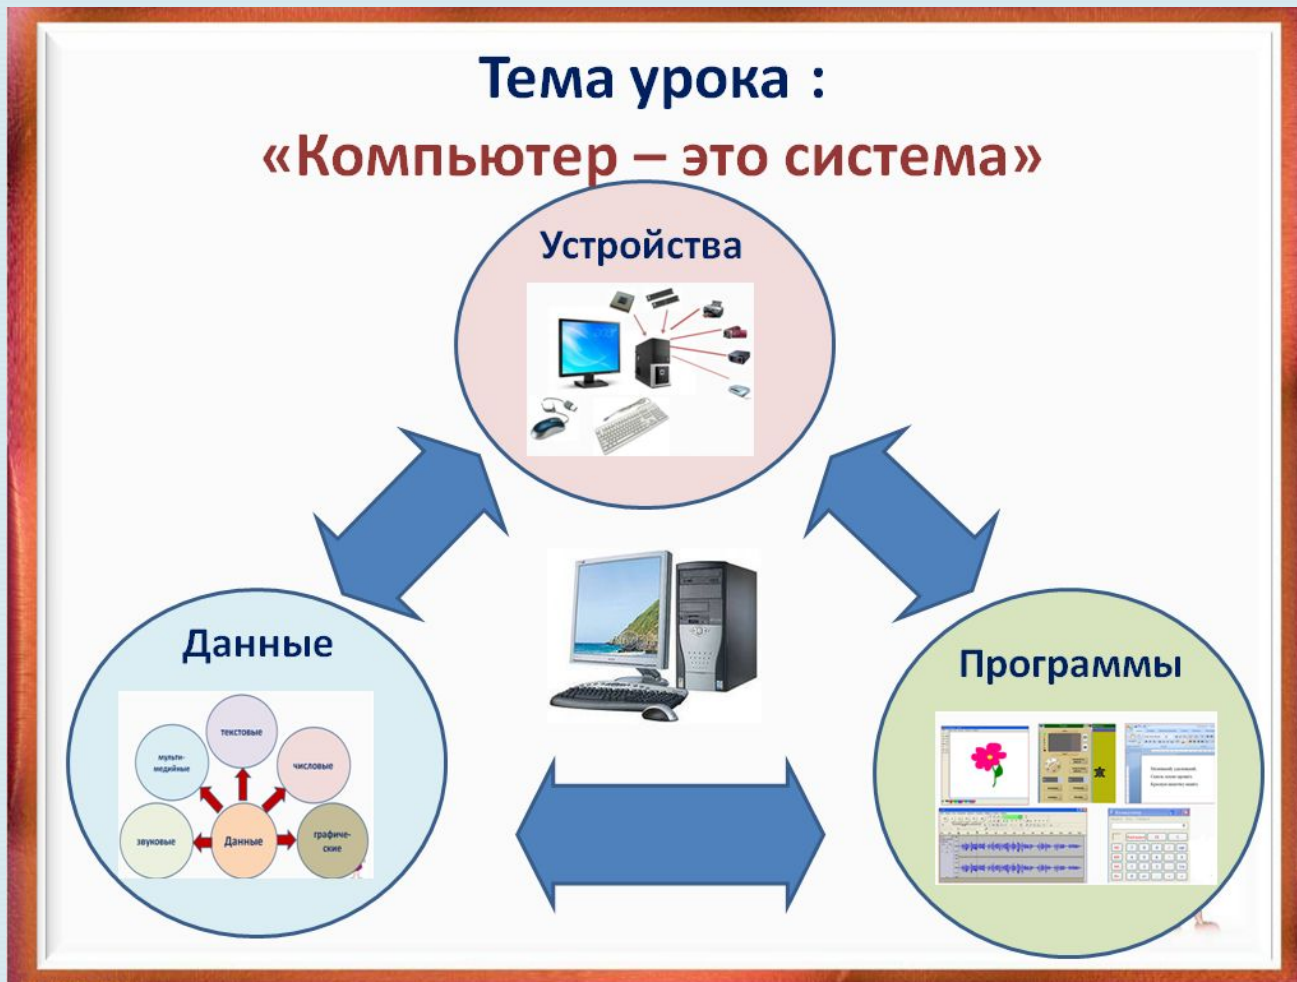 Тема урока :
«Компьютер – это система»
Устройства
Данные
текстовые
мульти-
медийные
числовые
звуковые
Данные
графиче-
ские
Программы